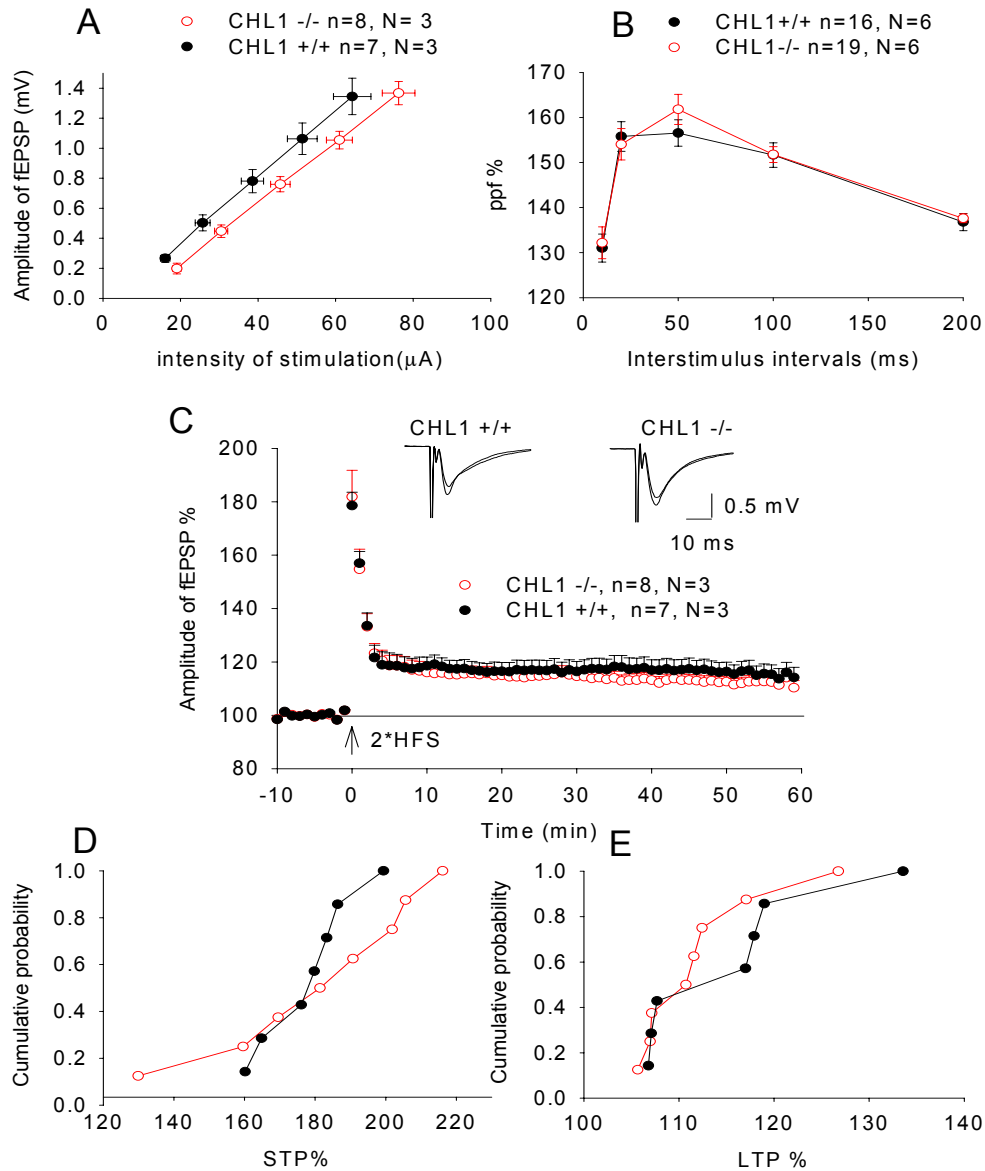 A
CHL1 -/- n=8, N= 3
CHL1 +/+ n=7, N=3
Amplitude of fEPSP (mV)
1.4
1.2
1.0
0.8
0.6
0.4
0.2
0.0
0 20 40 60 80 100
intensity of stimulation(μA)
B
CHL1+/+ n=16, N=6
CHL1-/- n=19, N=6
ppf %
170
160
150
140
130
120
0 50 100 150 200
Interstimulus intervals (ms)
C
CHL1 +/+
CHL1 -/-
0.5 mV
10 ms
CHL1 -/-, n=8, N=3
CHL1 +/+, n=7, N=3
Amplitude of fEPSP %
200
180
160
140
120
100
80
2*HFS
-10 0 10 20 30 40 50 60
Time (min)
D
Cumulative probability
1.0
0.8
0.6
0.4
0.2
0.0
120 140 160 180 200 220
STP%
E
Cumulative probability
1.0
0.8
0.6
0.4
0.2
0.0
100 110 120 130 140
LTP %